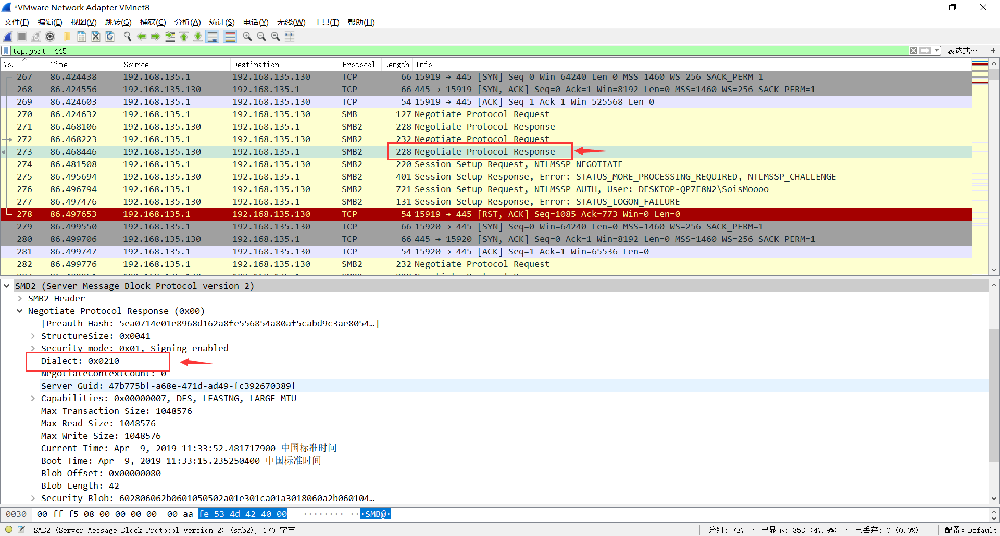 *VMware Network Adapter VMnet8
文件(F) 编辑(E) 视图(V) 跳转(G) 捕获(C) 分析(A) 统计(S) 电话(Y) 无线(W) 工具(T) 帮助(H)
tcp.port==445 表达式… +
No. Time Source Destination Protocol Length Info
267 86.424438 192.168.135.1 192.168.135.130 TCP 66 15919 → 445 [SYN] Seq=0 Win=64240 Len=0 MSS=1460 WS=256 SACK_PERM=1
268 86.424556 192.168.135.130 192.168.135.1 TCP 66 445 → 15919 [SYN, ACK] Seq=0 Ack=1 Win=8192 Len=0 MSS=1460 WS=256 SACK_PERM=1
269 86.424603 192.168.135.1 192.168.135.130 TCP 54 15919 → 445 [ACK] Seq=1 Ack=1 Win=525568 Len=0
270 86.424632 192.168.135.1 192.168.135.130 SMB 127 Negotiate Protocol Request
271 86.468106 192.168.135.130 192.168.135.1 SMB2 228 Negotiate Protocol Response
272 86.468223 192.168.135.1 192.168.135.130 SMB2 232 Negotiate Protocol Request
273 86.468446 192.168.135.130 192.168.135.1 SMB2 228 Negotiate Protocol Response
274 86.481508 192.168.135.1 192.168.135.130 SMB2 220 Session Setup Request, NTLMSSP_NEGOTIATE
275 86.495694 192.168.135.130 192.168.135.1 SMB2 401 Session Setup Response, Error: STATUS_MORE_PROCESSING_REQUIRED, NTLMSSP_CHALLENGE
276 86.496794 192.168.135.1 192.168.135.130 SMB2 721 Session Setup Request, NTLMSSP_AUTH, User: DESKTOP-QP7E8N2\SoisMoooo
277 86.497476 192.168.135.130 192.168.135.1 SMB2 131 Session Setup Response, Error: STATUS_LOGON_FAILURE
278 86.497653 192.168.135.1 192.168.135.130 TCP 54 15919 → 445 [RST, ACK] Seq=1085 Ack=773 Win=0 Len=0
279 86.499550 192.168.135.1 192.168.135.130 TCP 66 15920 → 445 [SYN] Seq=0 Win=64240 Len=0 MSS=1460 WS=256 SACK_PERM=1
280 86.499706 192.168.135.130 192.168.135.1 TCP 66 445 → 15920 [SYN, ACK] Seq=0 Ack=1 Win=8192 Len=0 MSS=1460 WS=256 SACK_PERM=1
281 86.499747 192.168.135.1 192.168.135.130 TCP 54 15920 → 445 [ACK] Seq=1 Ack=1 Win=65536 Len=0
282 86.499776 192.168.135.1 192.168.135.130 SMB2 232 Negotiate Protocol Request
SMB2 (Server Message Block Protocol version 2)
SMB2 Header
Negotiate Protocol Response (0x00)
[Preauth Hash: 5ea0714e01e8968d162a8fe556854a80af5cabd9c3ae8054…]
StructureSize: 0x0041
Security mode: 0x01, Signing enabled
Dialect: 0x0210
NegotiateContextCount: 0
Server Guid: 47b775bf-a68e-471d-ad49-fc392670389f
Capabilities: 0x00000007, DFS, LEASING, LARGE MTU
Max Transaction Size: 1048576
Max Read Size: 1048576
Max Write Size: 1048576
Current Time: Apr  9, 2019 11:33:52.481717900 中国标准时间
Boot Time: Apr  9, 2019 11:33:15.235250400 中国标准时间
Blob Offset: 0x00000080
Blob Length: 42
Security Blob: 602806062b0601050502a01e301ca01a3018060a2b060104…
0030 00 ff f5 08 00 00 00 00 00 aa fe 53 4d 42 40 00 ········ ···SMB@·
SMB2 (Server Message Block Protocol version 2) (smb2), 170 字节 分组: 737 · 已显示: 353 (47.9%) · 已丢弃: 0 (0.0%) 配置: Default